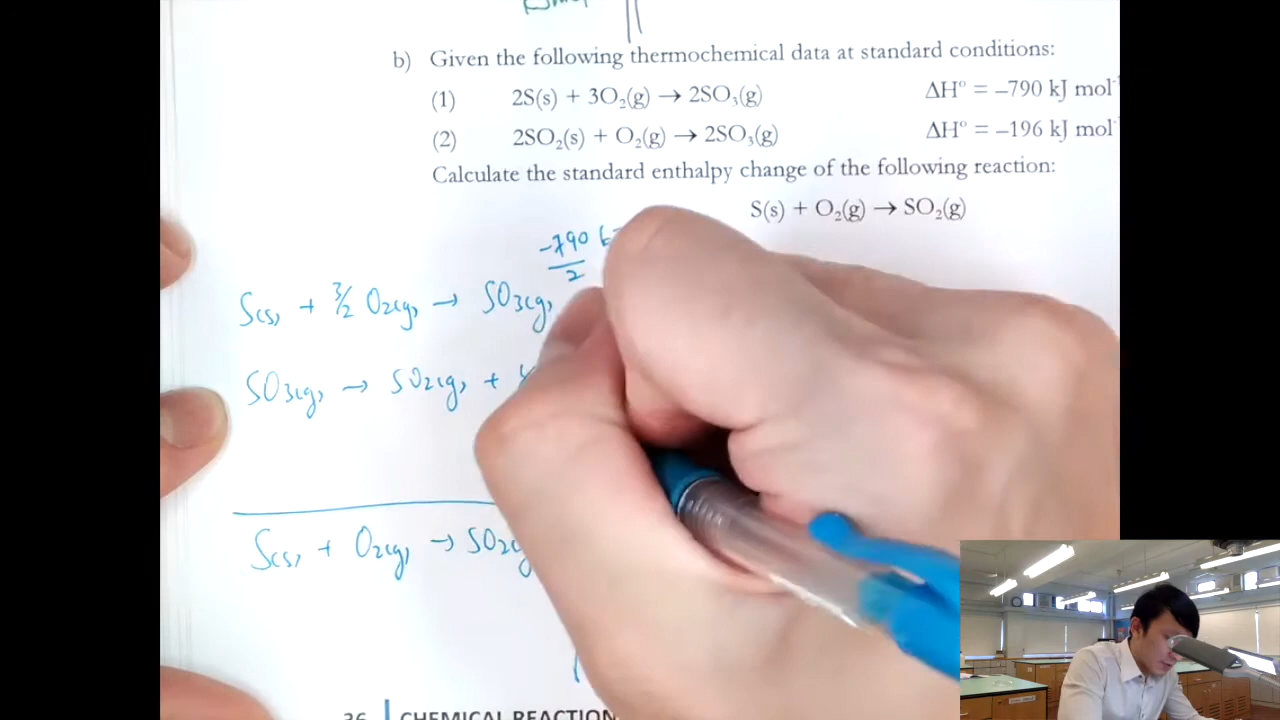 b) Given the following thermochemical data at standard conditions:
(1) 2S(s) + 3O₂(g) → 2SO₃(g) ΔH° = –790 kJ mol⁻¹
(2) 2SO₂(s) + O₂(g) → 2SO₃(g) ΔH° = –196 kJ mol⁻
Calculate the standard enthalpy change of the following reaction:
S(s) + O₂(g) → SO₂(g)
-790
2
S(s) + 3/2 O₂(g) → SO₃(g)
SO₃(g) → SO₂(g) +
S(s) + O₂(g) → SO₂(g
36 | CHEMICAL REACTION